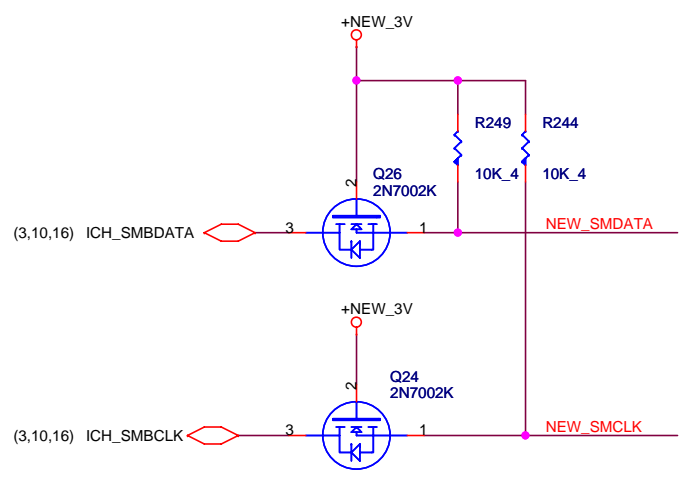 +NEW_3V
R249 R244
10K_4 10K_4
Q26
2N7002K
2
(3,10,16) ICH_SMBDATA 3 1 NEW_SMDATA
+NEW_3V
Q24
2N7002K
2
(3,10,16) ICH_SMBCLK 3 1 NEW_SMCLK